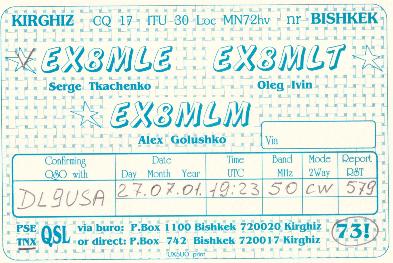 KIRGHIZ CQ 17 - ITU 30 Loc MN72hv - nr BISHKEK
EX8MLE EX8MLT
Serge Tkachenko Oleg Ivin
EX8MLM
Alex Golushko
Via
Confirming Date Time Band Mode Report
QSO with Day Month Year UTC MHz 2Way RST
DL9USA 27.07.01. 19:23 50 CW 579
PSE QSL via buro: P.Box 1100 Bishkek 720020 Kirghiz 73!
TNX or direct: P.Box 742 Bishkek 720017 Kirghiz
UX5UO print